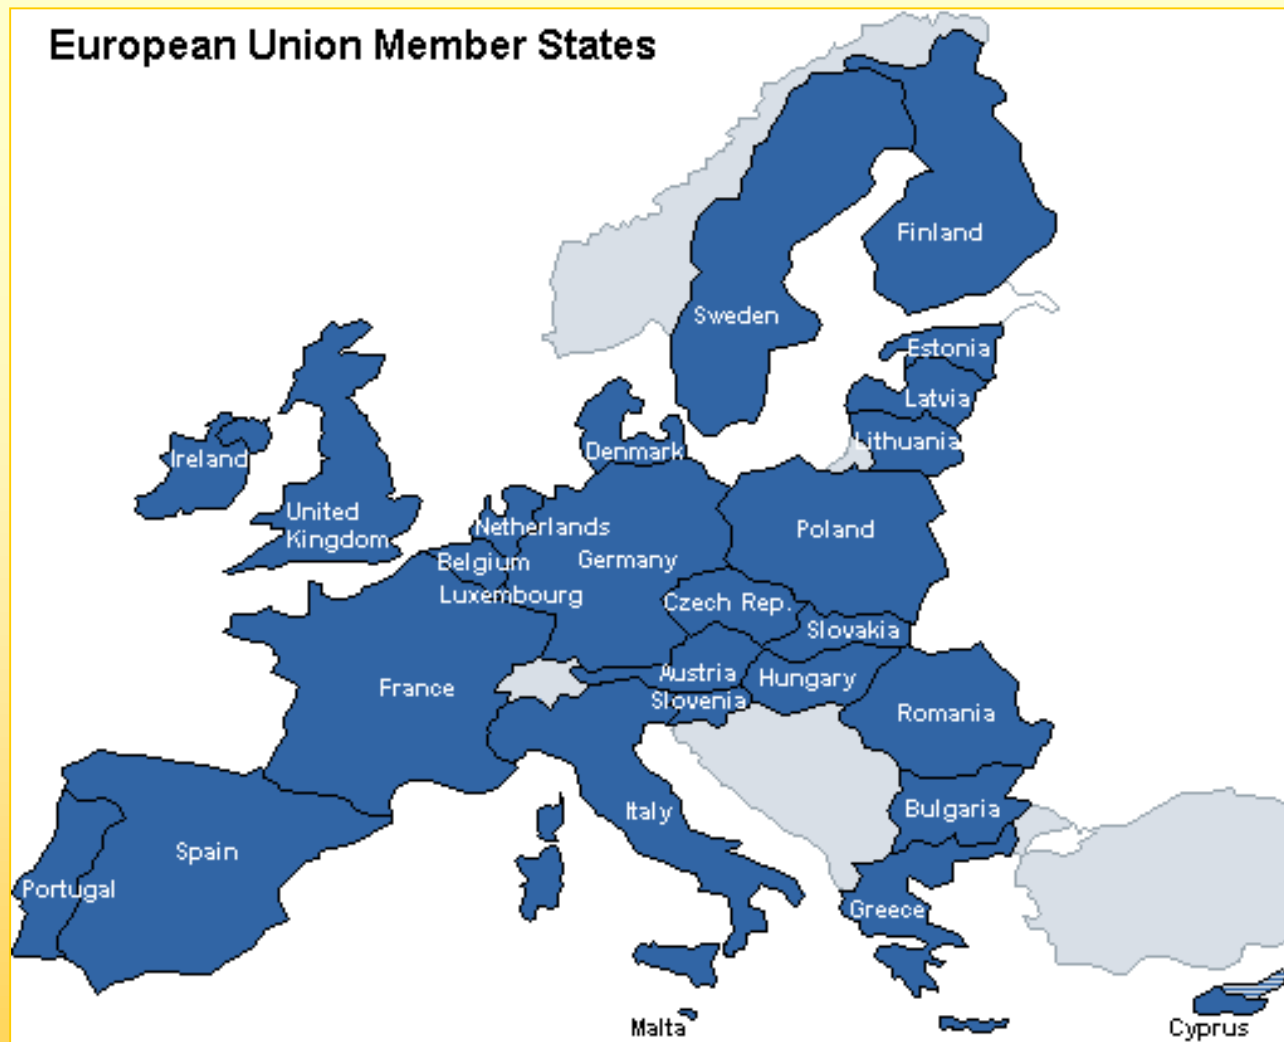 European Union Member States
Finland
Sweden
Estonia
Latvia
Lithuania
Denmark
Ireland
United
Kingdom
Netherlands
Poland
Belgium
Germany
Luxembourg
Czech Rep.
Slovakia
Austria
Hungary
France
Slovenia
Romania
Italy
Bulgaria
Spain
Portugal
Greece
Malta
Cyprus